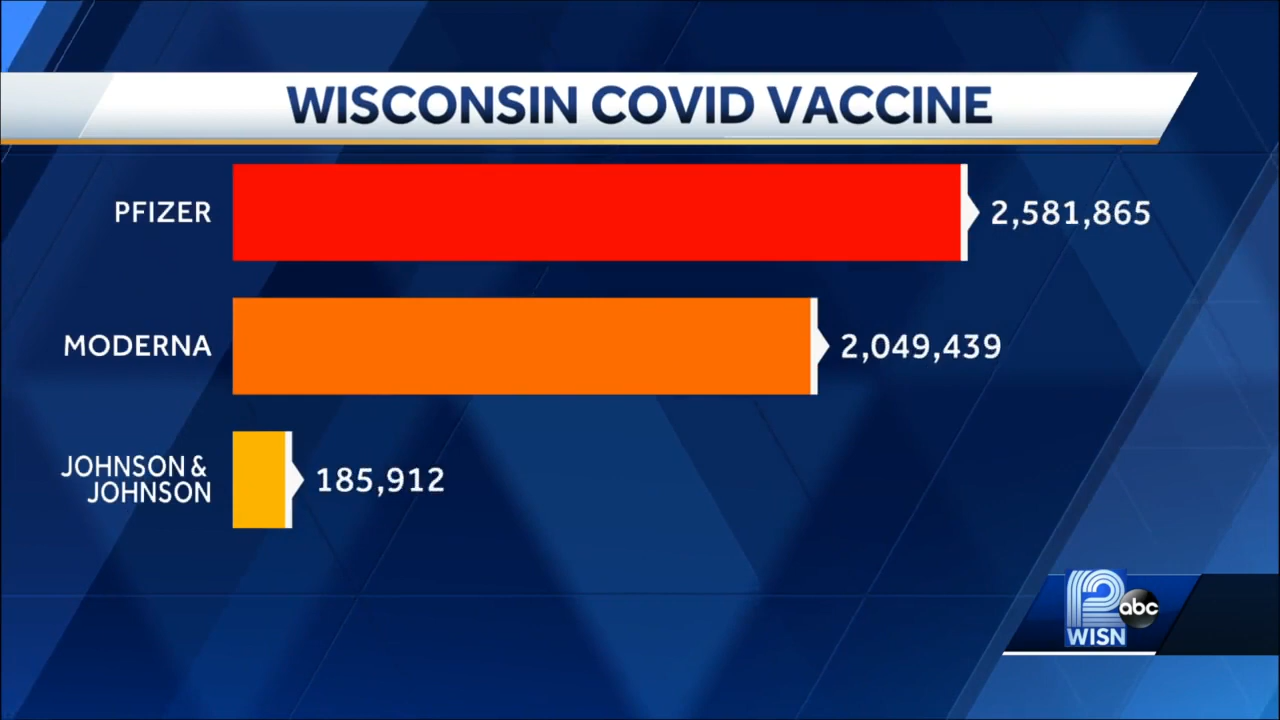 WISCONSIN COVID VACCINE
PFIZER
2,581,865
MODERNA
2,049,439
JOHNSON &
JOHNSON
185,912
12
abc
WISN